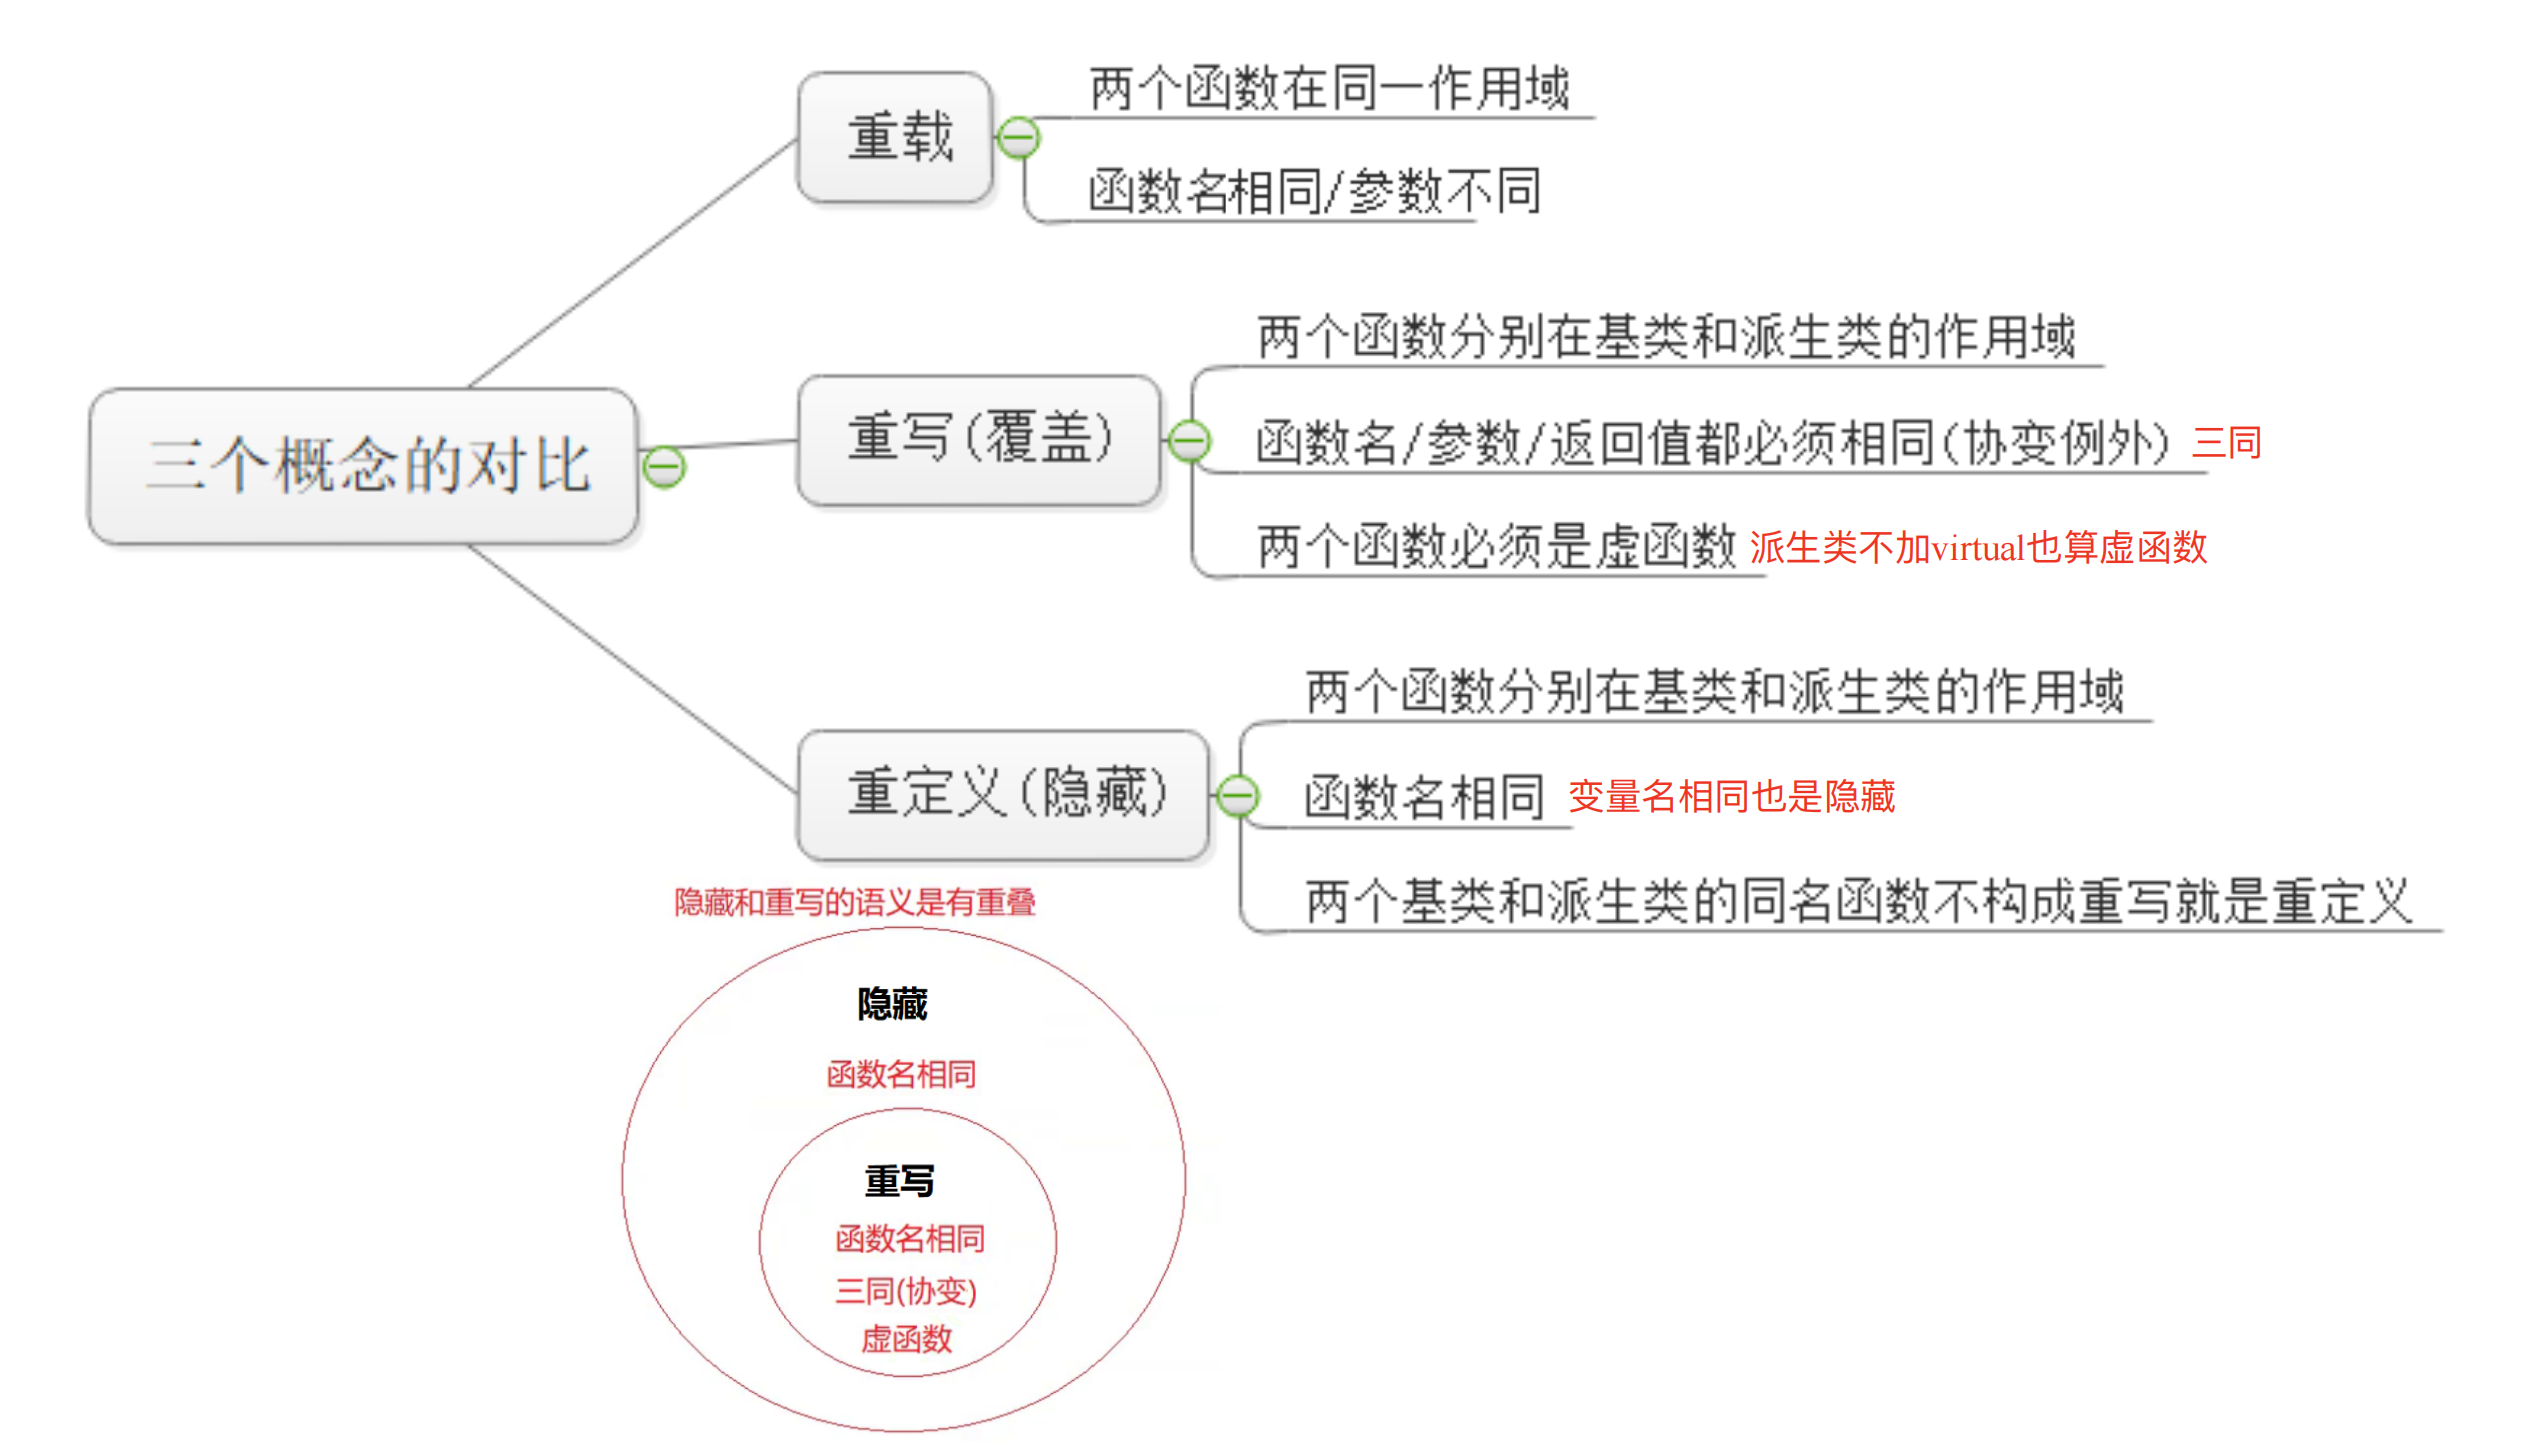 三个概念的对比
重载
两个函数在同一作用域
函数名相同/参数不同
重写(覆盖)
两个函数分别在基类和派生类的作用域
函数名/参数/返回值都必须相同(协变例外) 三同
两个函数必须是虚函数 派生类不加virtual也算虚函数
重定义(隐藏)
两个函数分别在基类和派生类的作用域
函数名相同 变量名相同也是隐藏
两个基类和派生类的同名函数不构成重写就是重定义
隐藏和重写的语义是有重叠
隐藏
函数名相同
重写
函数名相同
三同(协变)
虚函数